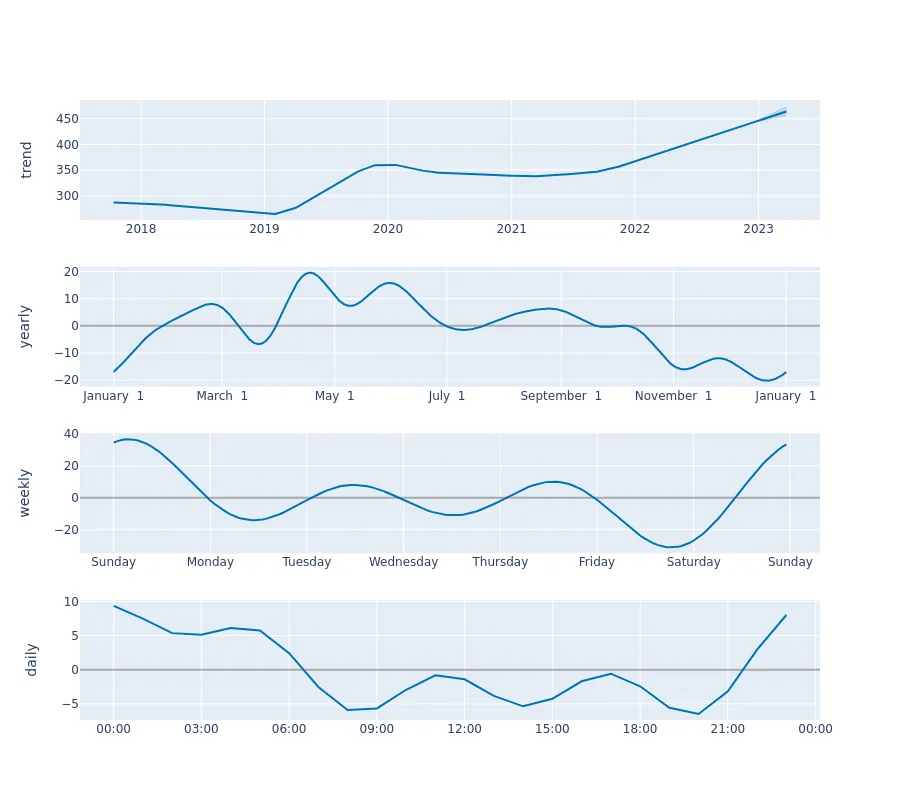 trend
450
400
350
300
2018 2019 2020 2021 2022 2023
yearly
20
10
0
−10
−20
January 1 March 1 May 1 July 1 September 1 November 1 January 1
weekly
40
20
0
−20
Sunday Monday Tuesday Wednesday Thursday Friday Saturday Sunday
daily
10
5
0
−5
00:00 03:00 06:00 09:00 12:00 15:00 18:00 21:00 00:00